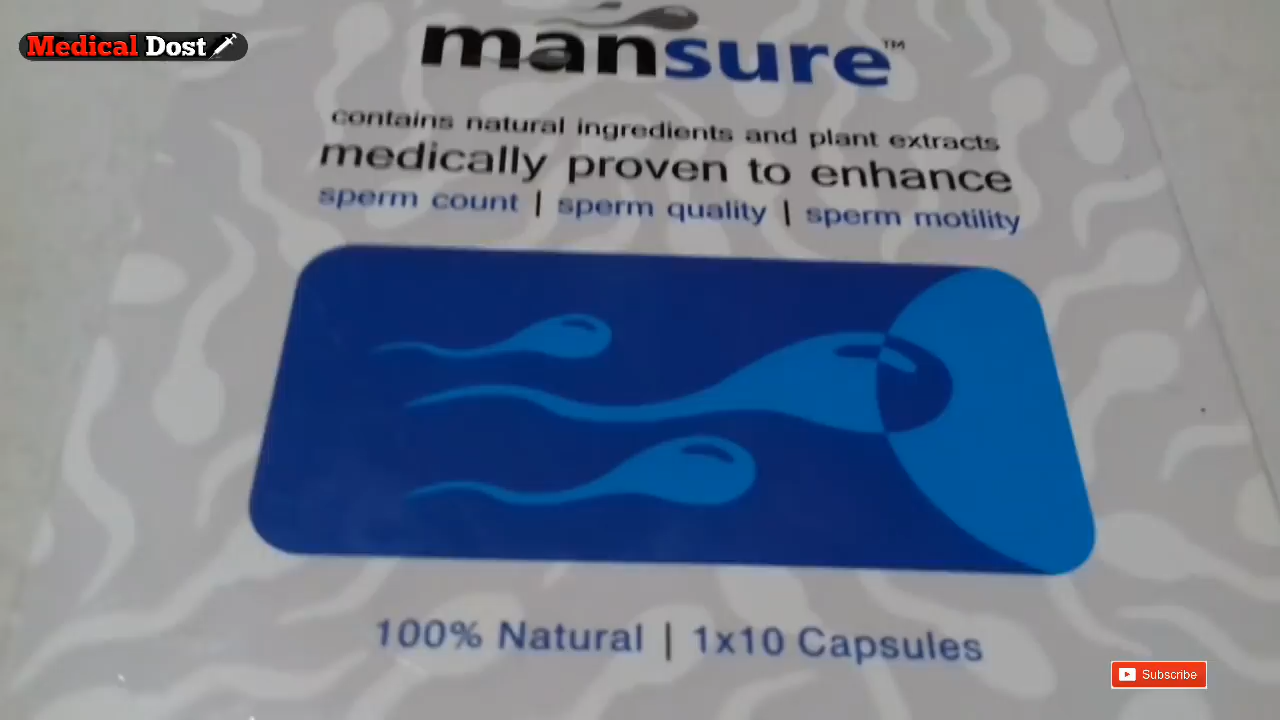 Medical Dost
mansure™
contains natural ingredients and plant extracts
medically proven to enhance
sperm count | sperm quality | sperm motility
100% Natural | 1x10 Capsules
Subscribe